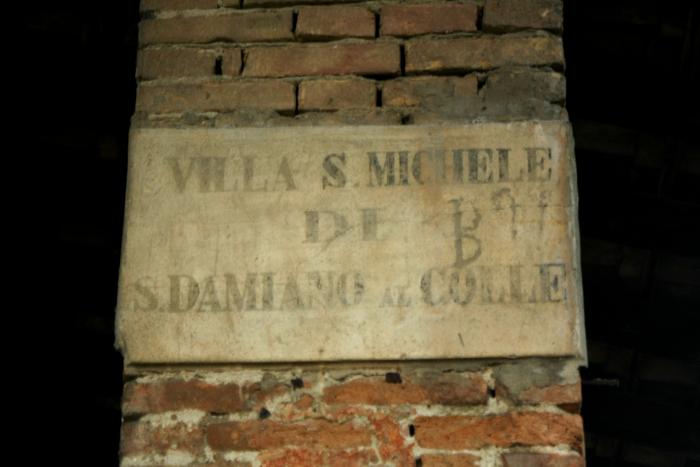 VILLA S. MICHELE
DI
S. DAMIANO AL COLLE